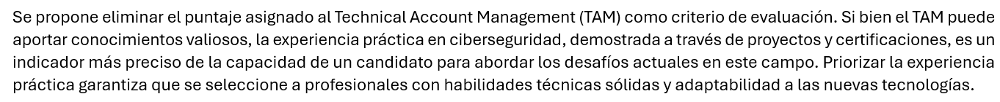 Se propone eliminar el puntaje asignado al Technical Account Management (TAM) como criterio de evaluación. Si bien el TAM puede
aportar conocimientos valiosos, la experiencia práctica en ciberseguridad, demostrada a través de proyectos y certificaciones, es un
indicador más preciso de la capacidad de un candidato para abordar los desafíos actuales en este campo. Priorizar la experiencia
práctica garantiza que se seleccione a profesionales con habilidades técnicas sólidas y adaptabilidad a las nuevas tecnologías.